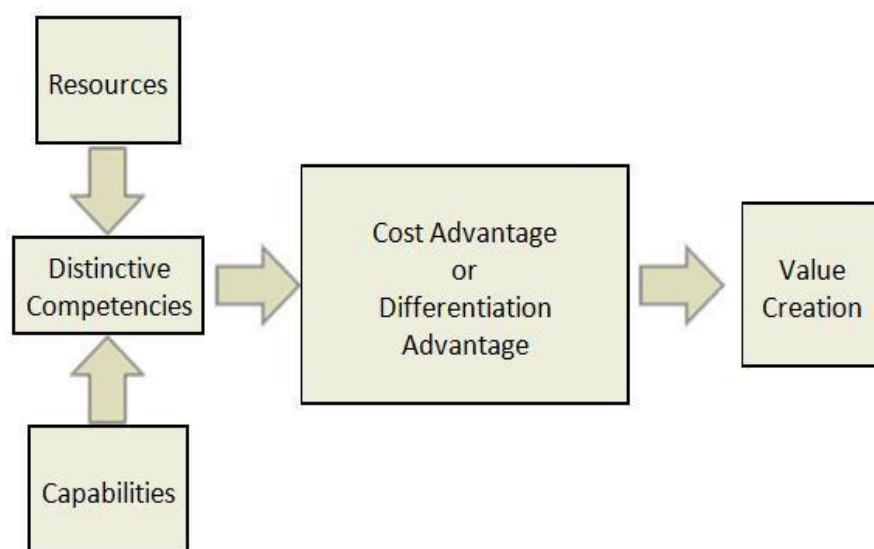 Resources
Distinctive
Competencies
Cost Advantage
or
Differentiation
Advantage
Value
Creation
Capabilities